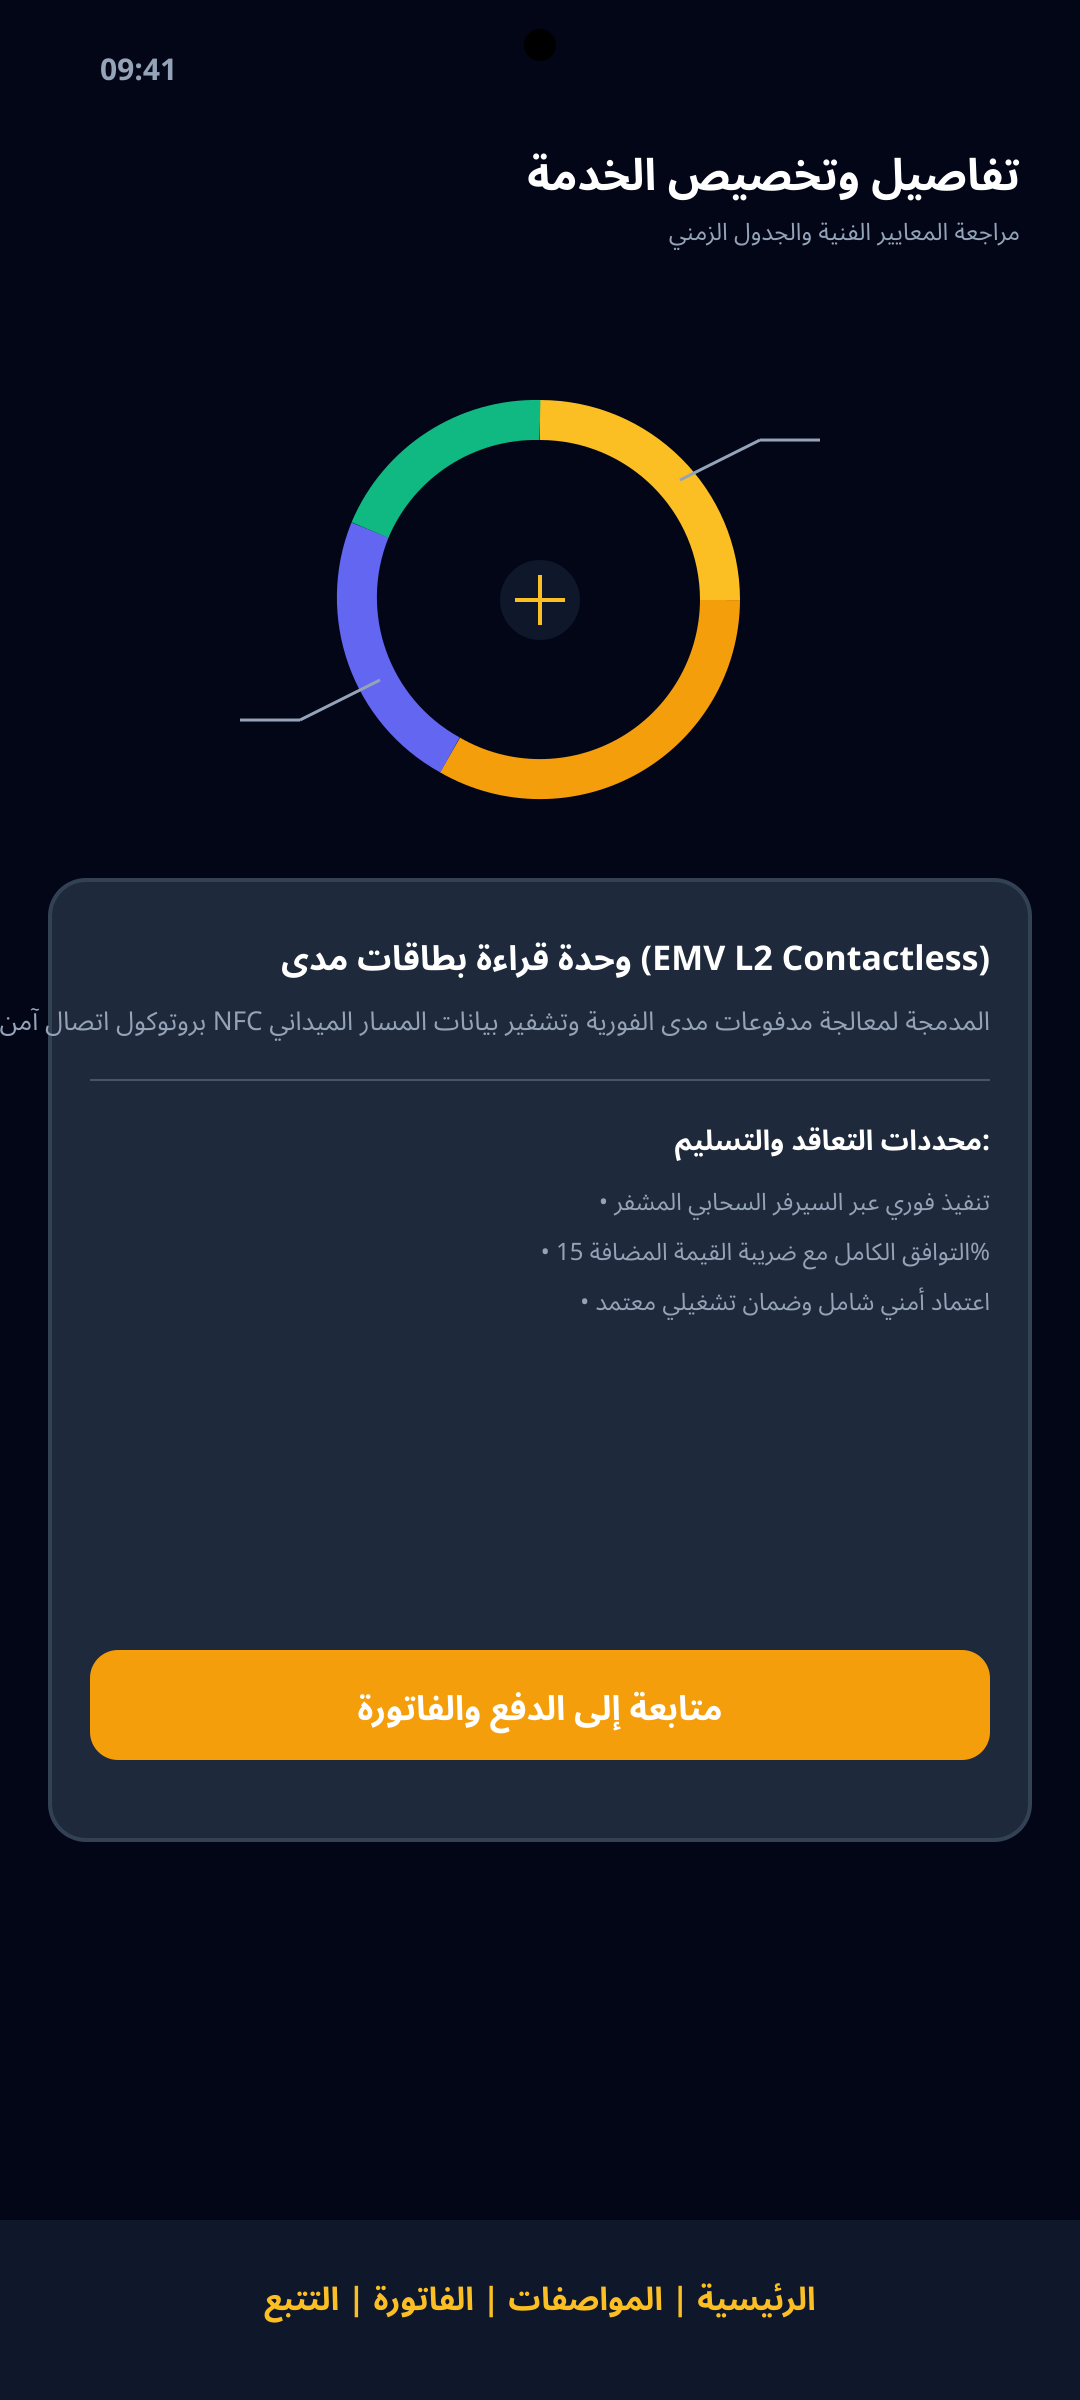 09:41
تفاصيل وتخصيص الخدمة
مراجعة المعايير الفنية والجدول الزمني
وحدة قراءة بطاقات مدى (EMV L2 Contactless)
بروتوكول اتصال آمن NFC المدمجة لمعالجة مدفوعات مدى الفورية وتشفير بيانات المسار الميداني
محددات التعاقد والتسليم:
• تنفيذ فوري عبر السيرفر السحابي المشفر
• التوافق الكامل مع ضريبة القيمة المضافة 15%
• اعتماد أمني شامل وضمان تشغيلي معتمد
متابعة إلى الدفع والفاتورة
الرئيسية | المواصفات | الفاتورة | التتبع